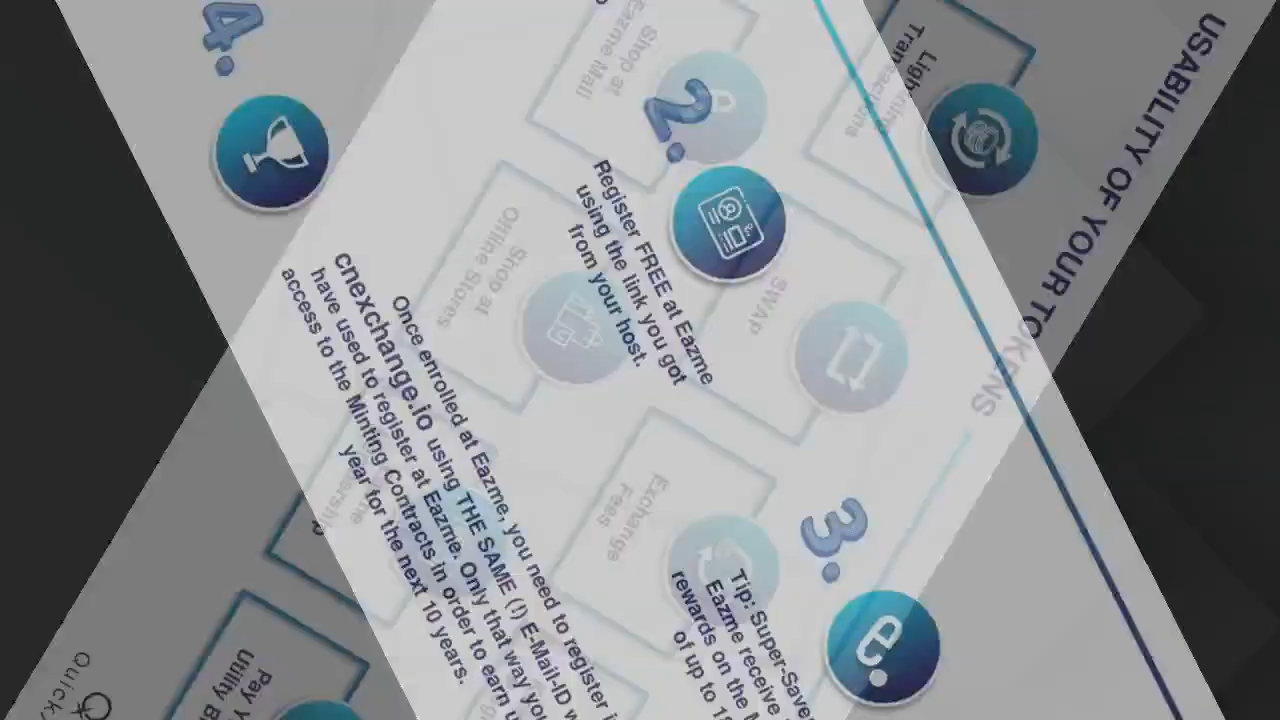 4.
2.
Register FREE at Eazme
using the link you got
from your host.
3.
Once enrolled at Eazme, you need to register
cnexchange.io using THE SAME (!) E-Mail-ID
have used to register at Eazme. Only that way you
access to the Minting Contracts in order to earn
year for the next 10 years.
Tip: Super-Saver
Eazme receive
rewards on the
of up to
USABILITY OF YOUR TOKENS
Lightning
Transactions
Shop at
Eazme Mall
SWAP
Shop at
Offline Stores
Exchange
Fees
Pay
Utility